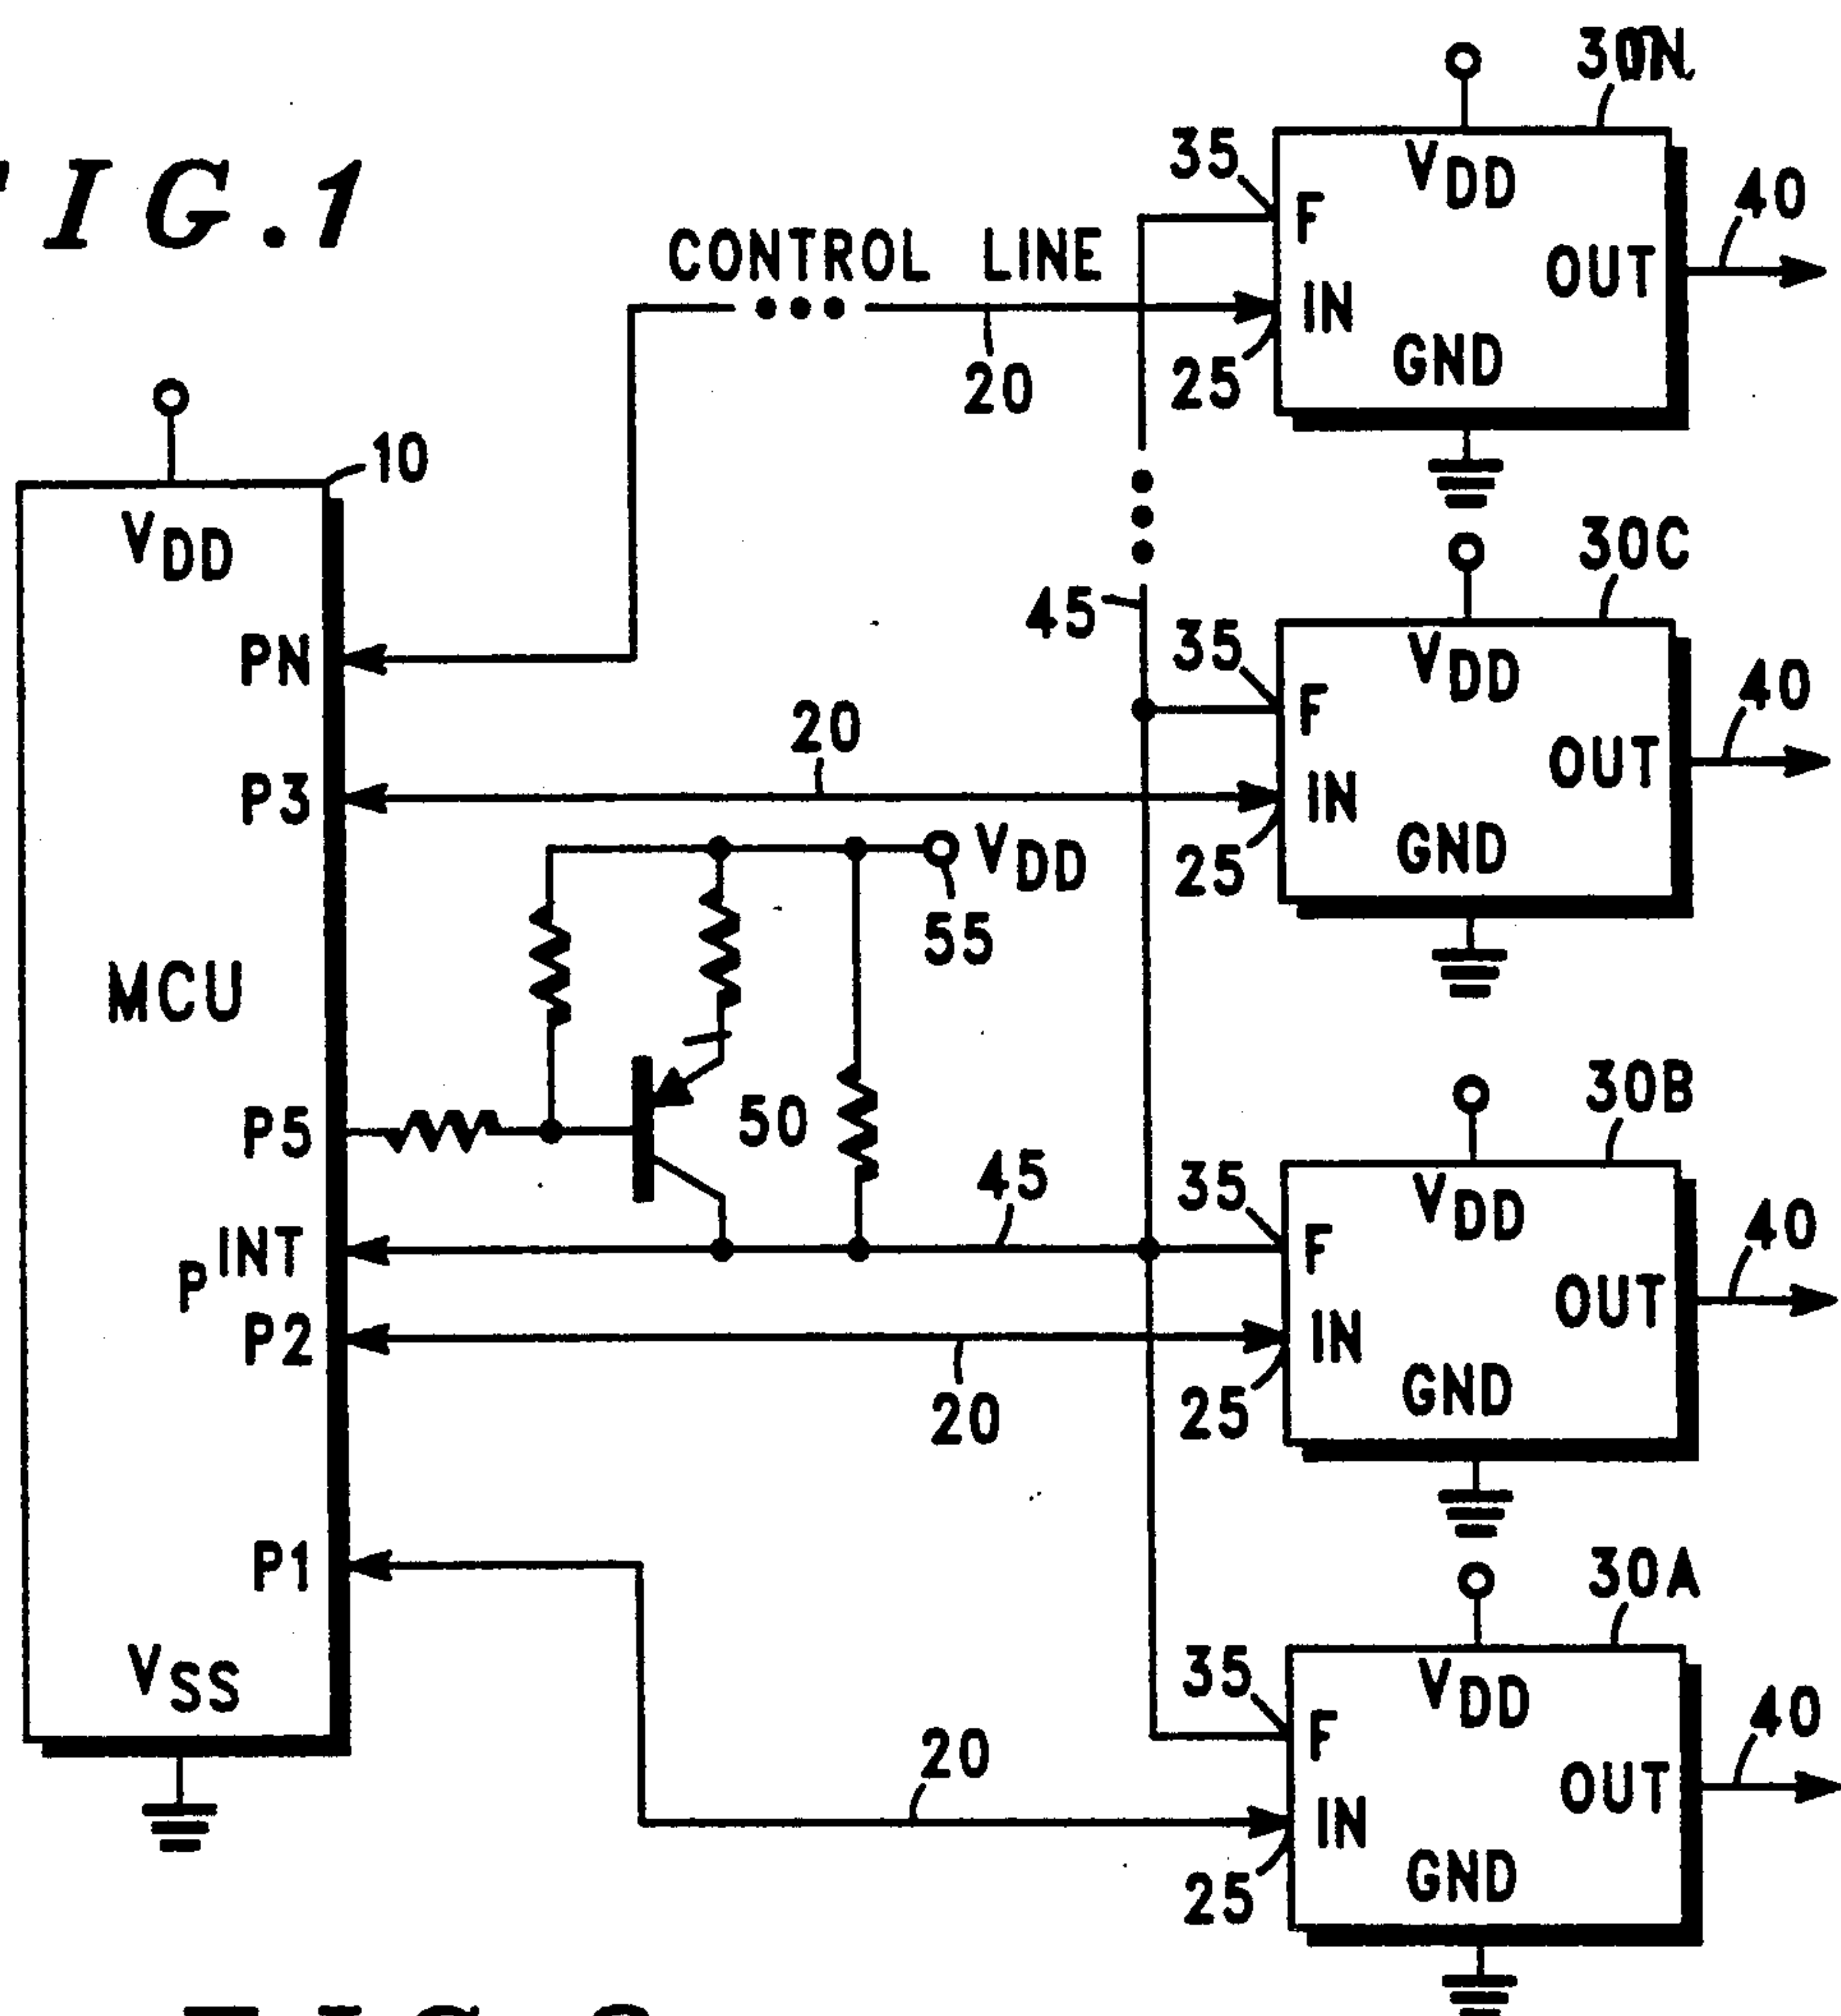 FIG.1
CONTROL LINE
20
10
VDD
PN
P3
MCU
P5
PINT
P2
P1
VSS
20
VDD
55
50
45
45
20
20
30N
35
F
VDD
IN
OUT
25
GND
40
30C
35
F
VDD
IN
OUT
25
GND
40
30B
35
F
VDD
IN
OUT
25
GND
40
30A
35
F
VDD
IN
OUT
25
GND
40